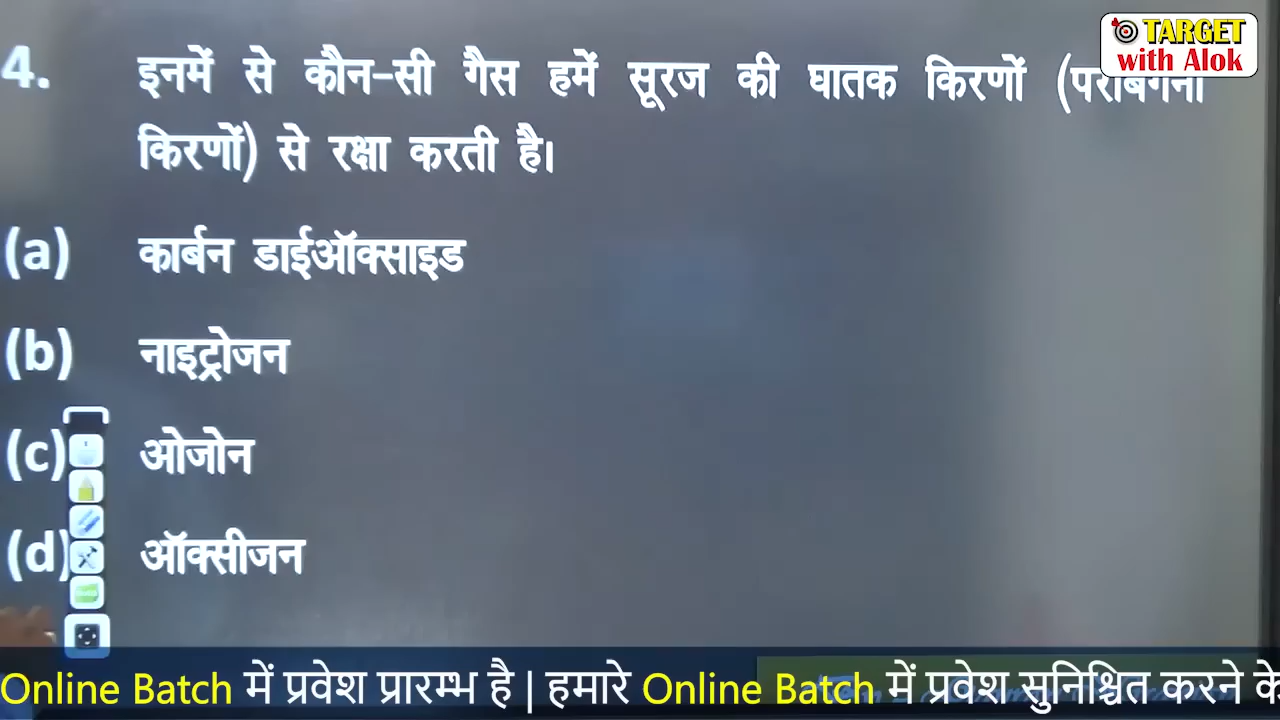 TARGET
with Alok
4. इनमें से कौन-सी गैस हमें सूरज की घातक किरणों
किरणों) से रक्षा करती है।
(a) कार्बन डाईऑक्साइड
(b) नाइट्रोजन
(c) ओजोन
(d) ऑक्सीजन
Online Batch में प्रवेश प्रारम्भ है | हमारे Online Batch में प्रवेश सुनिश्चित करने के